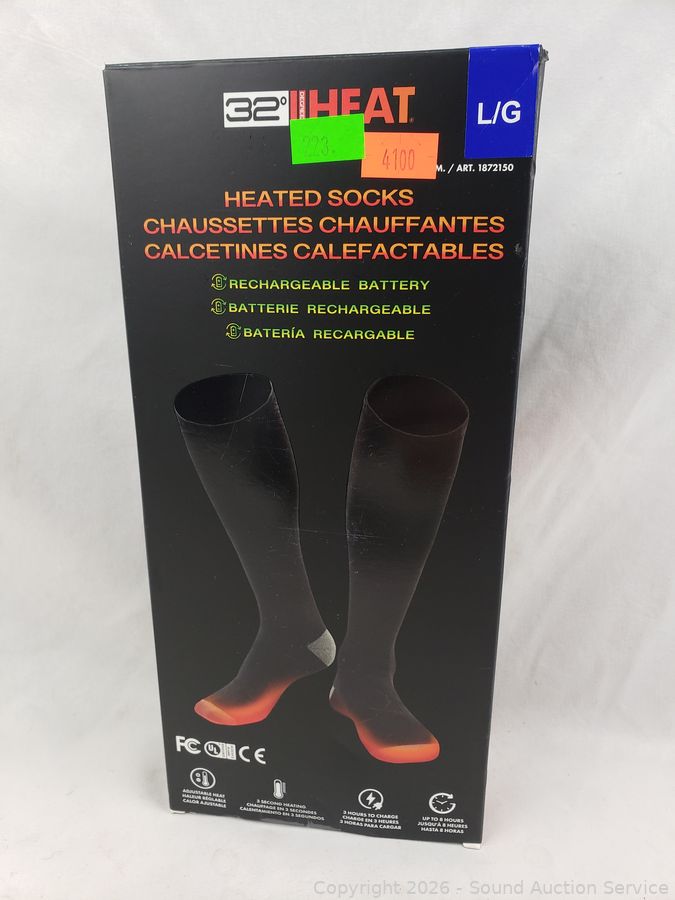 32° DEGREES HEAT
L/G
223.
4100
M. / ART. 1872150
HEATED SOCKS
CHAUSSETTES CHAUFFANTES
CALCETINES CALEFACTABLES
RECHARGEABLE BATTERY
BATTERIE RECHARGEABLE
BATERÍA RECARGABLE
FC UL CE
ADJUSTABLE HEAT
HALEUR RÉGLABLE
CALOR AJUSTABLE
3 SECOND HEATING
CHAUFFAGE EN 3 SECONDES
CALENTAMIENTO EN 3 SEGUNDOS
3 HOURS TO CHARGE
CHARGE EN 3 HEURES
3 HORAS PARA CARGAR
UP TO 8 HOURS
JUSQU'À 8 HEURES
HASTA 8 HORAS
Copyright 2026 - Sound Auction Service